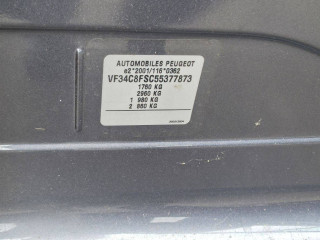 AUTOMOBILES PEUGEOT
e2*2001/116*0362
VF34C8FSC55377873
1760 KG
2960 KG
1 980 KG
2 980 KG